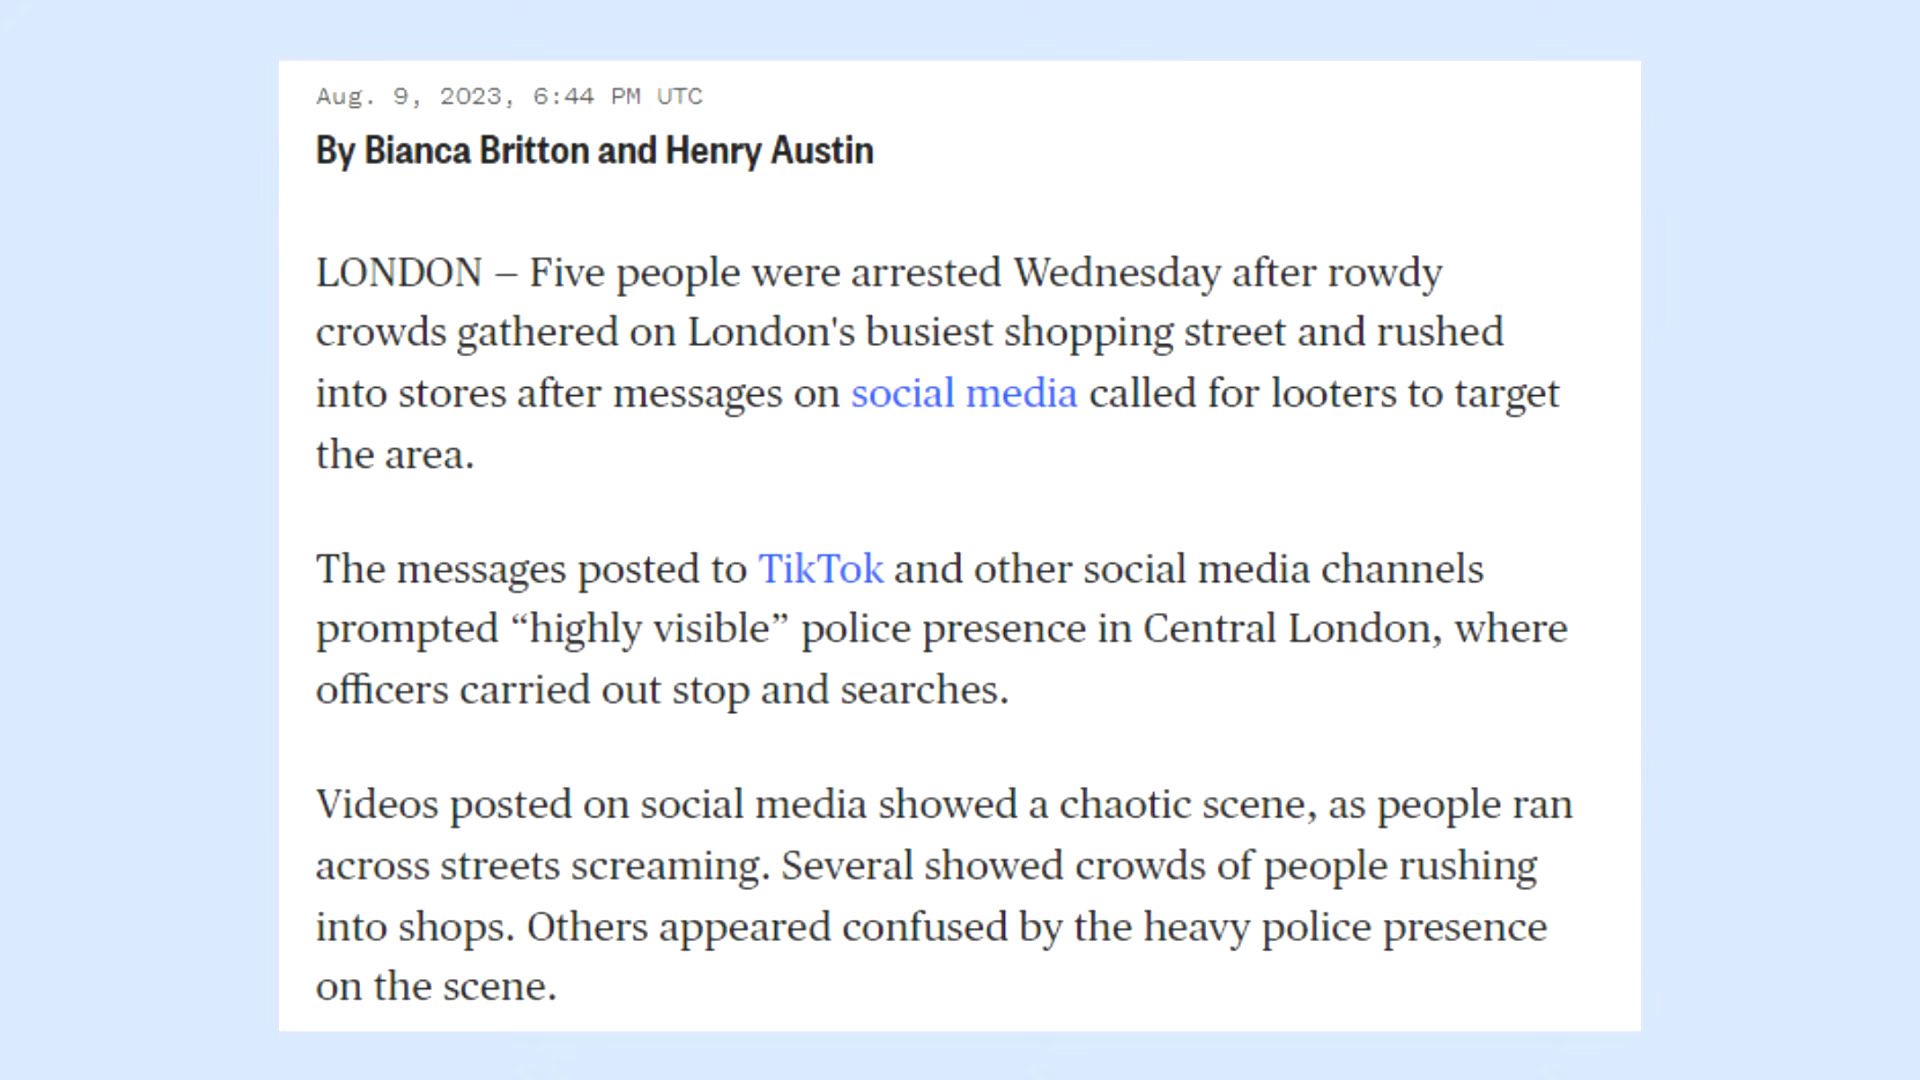 Aug. 9, 2023, 6:44 PM UTC
By Bianca Britton and Henry Austin
LONDON — Five people were arrested Wednesday after rowdy
crowds gathered on London's busiest shopping street and rushed
into stores after messages on social media called for looters to target
the area.
The messages posted to TikTok and other social media channels
prompted “highly visible” police presence in Central London, where
officers carried out stop and searches.
Videos posted on social media showed a chaotic scene, as people ran
across streets screaming. Several showed crowds of people rushing
into shops. Others appeared confused by the heavy police presence
on the scene.